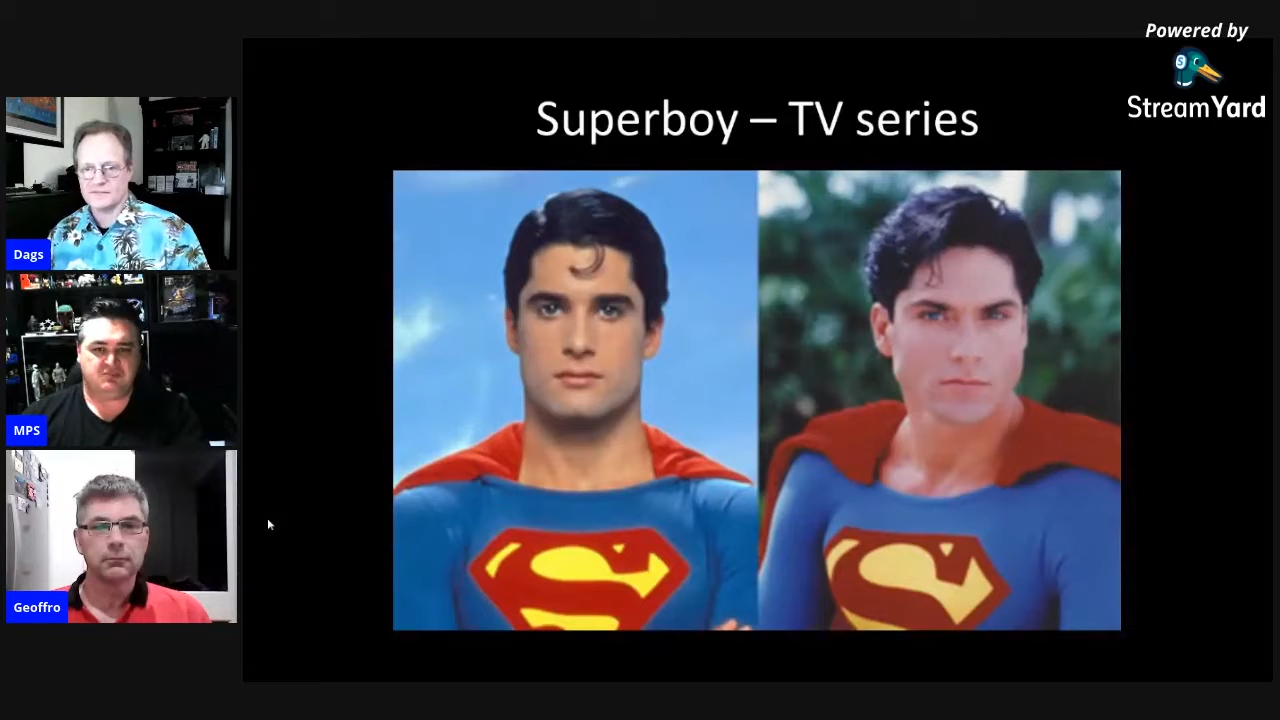 Powered by
StreamYard
Superboy – TV series
Dags
MPS
Geoffro